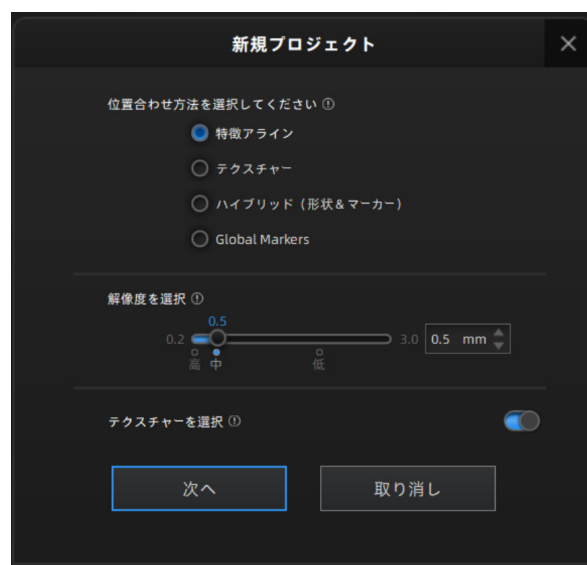 新規プロジェクト
位置合わせ方法を選択してください
特徴アライン
テクスチャー
ハイブリッド（形状＆マーカー）
Global Markers
解像度を選択
0.5
0.2 3.0 0.5 mm
高 中 低
テクスチャーを選択
次へ 取り消し